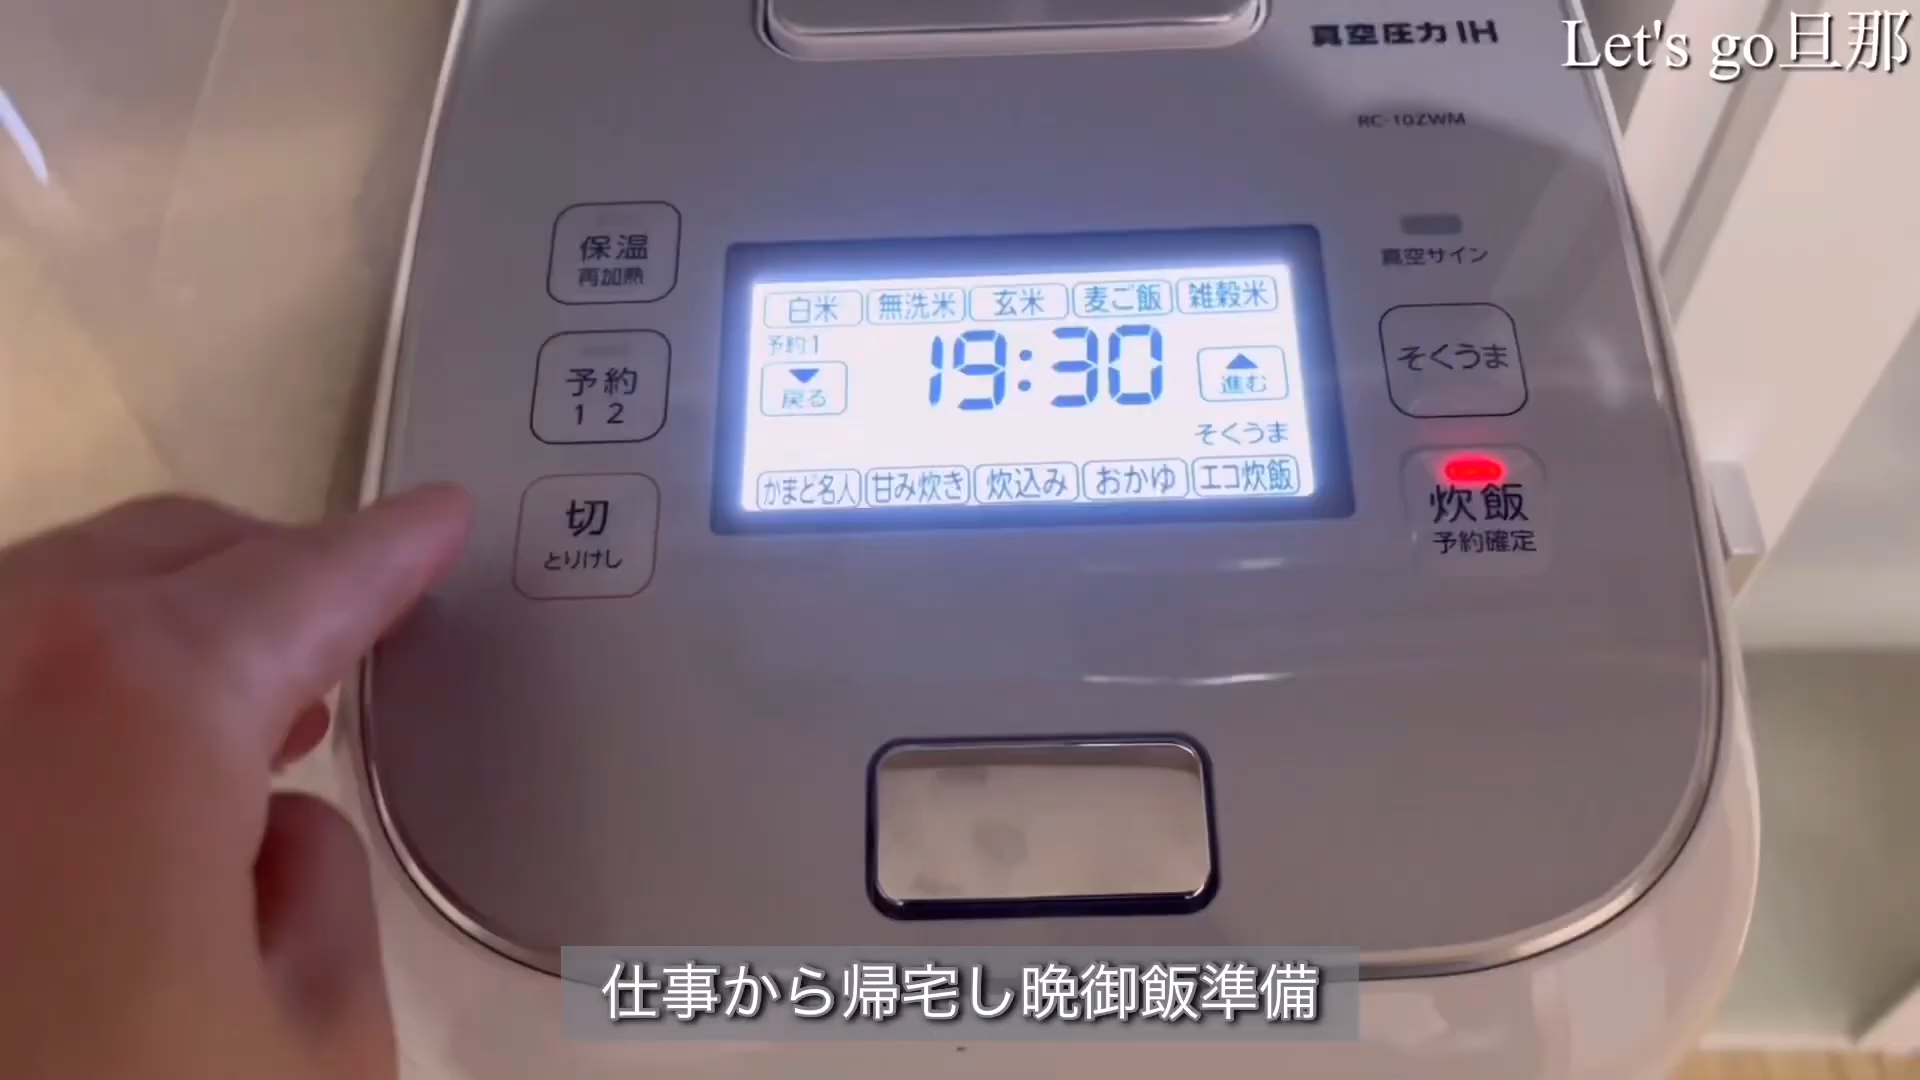 真空圧力IH
Let's go旦那
RC-10ZWM
保温
再加熱
真空サイン
白米 無洗米 玄米 麦ご飯 雑穀米
予約1
19:30
戻る
進む
そくうま
予約
1 2
そくうま
かまど名人 甘み炊き 炊込み おかゆ エコ炊飯
切
とりけし
炊飯
予約確定
仕事から帰宅し晩御飯準備